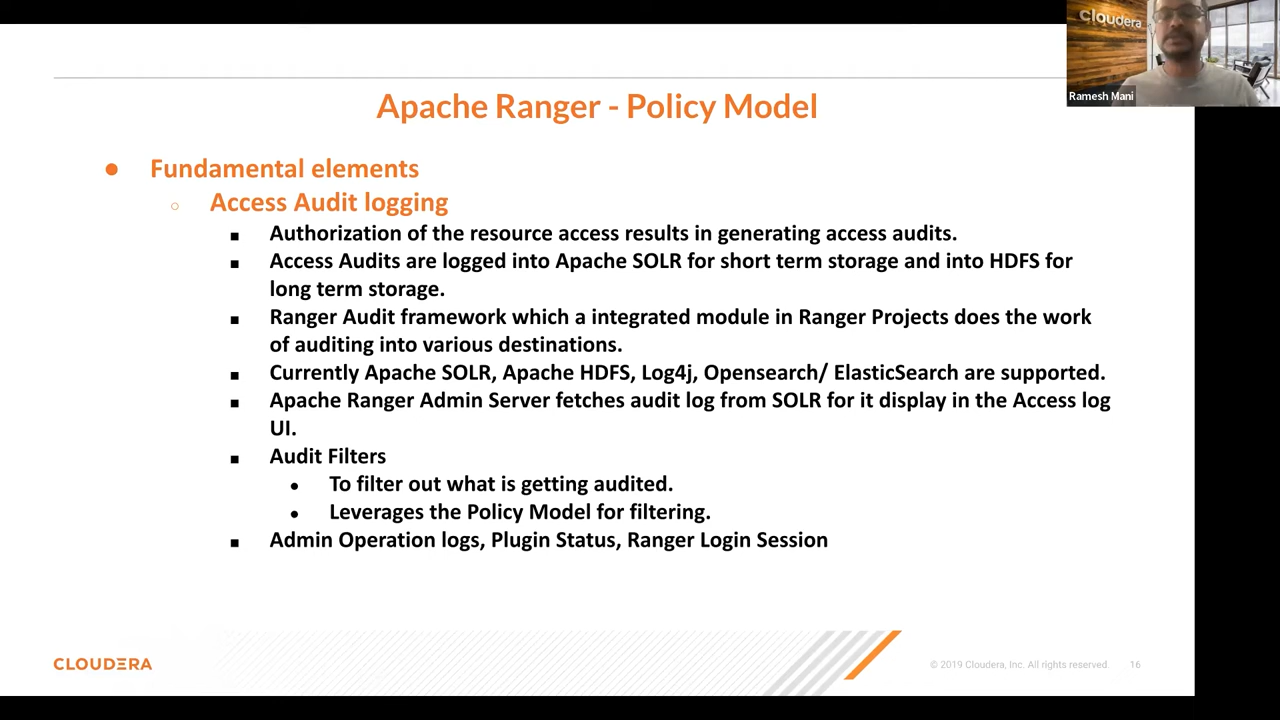 cloudera
Ramesh Mani
Apache Ranger - Policy Model
● Fundamental elements
○ Access Audit logging
■ Authorization of the resource access results in generating access audits.
■ Access Audits are logged into Apache SOLR for short term storage and into HDFS for
long term storage.
■ Ranger Audit framework which a integrated module in Ranger Projects does the work
of auditing into various destinations.
■ Currently Apache SOLR, Apache HDFS, Log4j, Opensearch/ ElasticSearch are supported.
■ Apache Ranger Admin Server fetches audit log from SOLR for it display in the Access log
UI.
■ Audit Filters
● To filter out what is getting audited.
● Leverages the Policy Model for filtering.
■ Admin Operation logs, Plugin Status, Ranger Login Session
CLOUDERA
© 2019 Cloudera, Inc. All rights reserved. 16